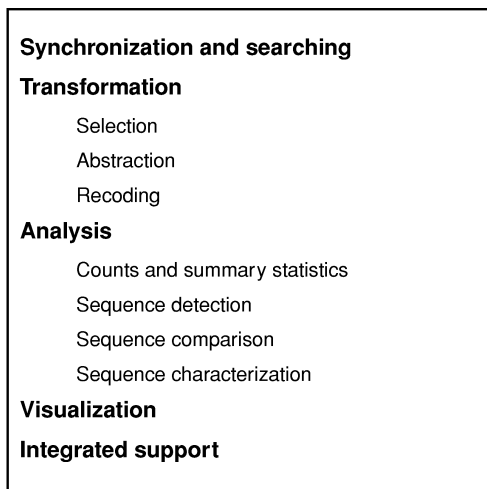 Synchronization and searching
Transformation
Selection
Abstraction
Recoding
Analysis
Counts and summary statistics
Sequence detection
Sequence comparison
Sequence characterization
Visualization
Integrated support